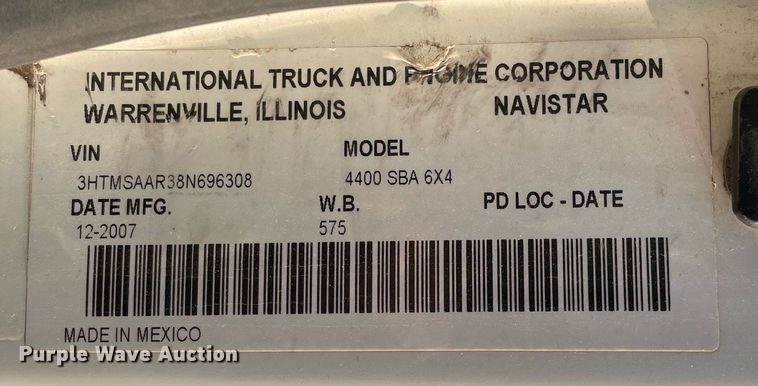 INTERNATIONAL TRUCK AND ENGINE CORPORATION
WARRENVILLE, ILLINOIS NAVISTAR
VIN MODEL
3HTMSAAR38N696308 4400 SBA 6X4
DATE MFG. W.B. PD LOC - DATE
12-2007 575
MADE IN MEXICO
Purple Wave Auction